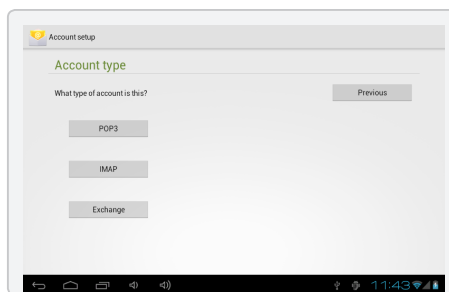 Account setup
Account type
What type of account is this?
Previous
POP3
IMAP
Exchange
11:43